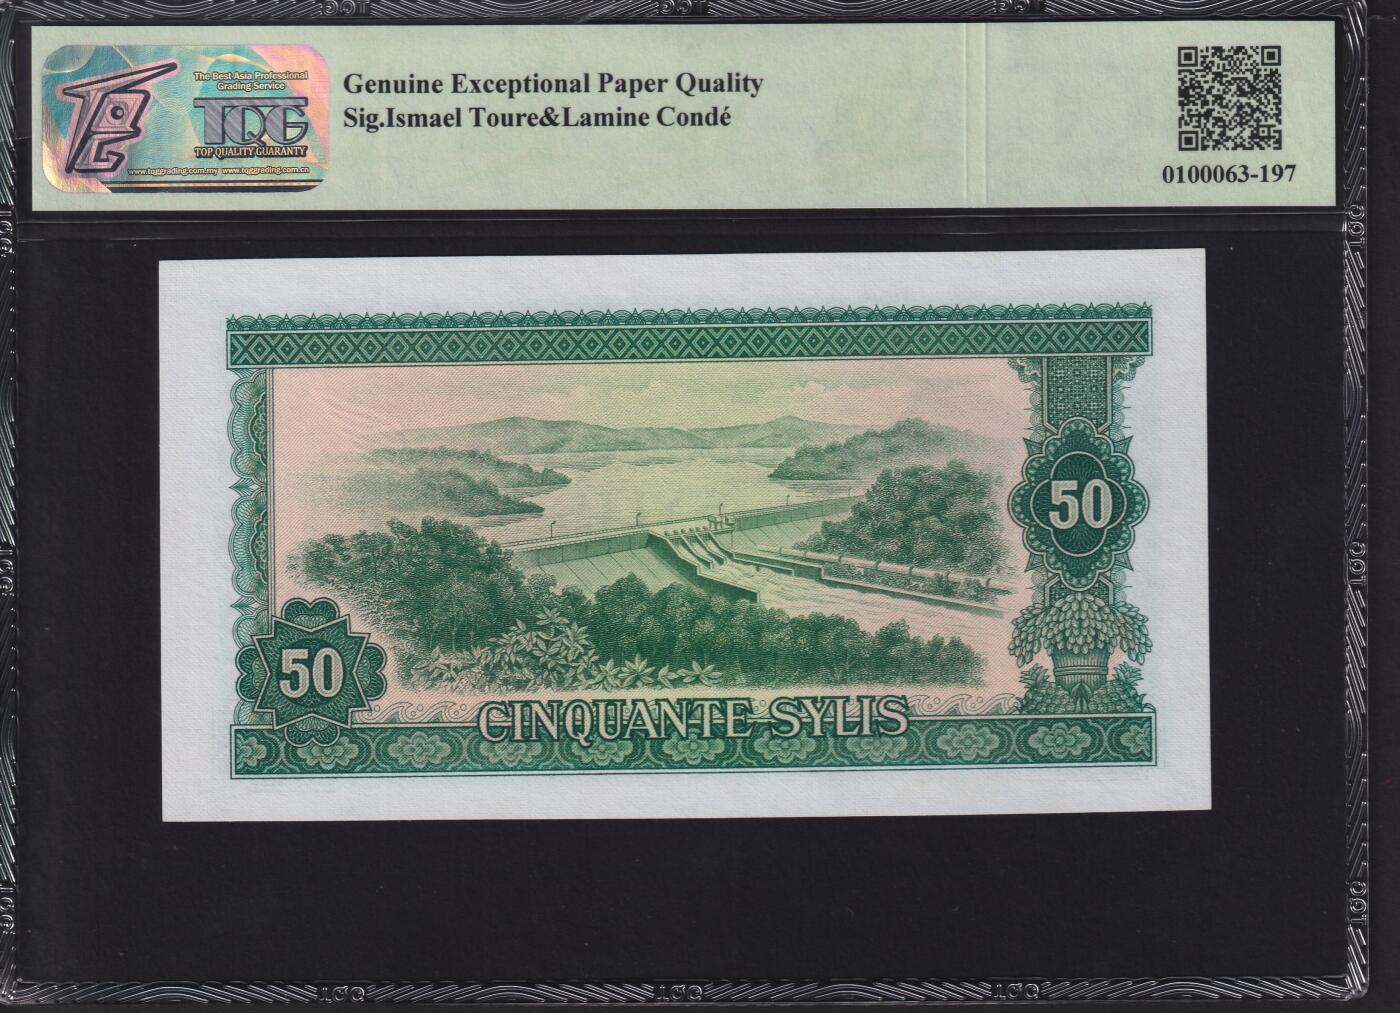 The Best Asia Professional
Grading Service
TQG
TOP QUALITY GUARANTY
www.tqggrading.com.my www.tqggrading.com.cn
Genuine Exceptional Paper Quality
Sig.Ismael Toure&Lamine Condé
0100063-197
50
50
CINQUANTE SYLIS